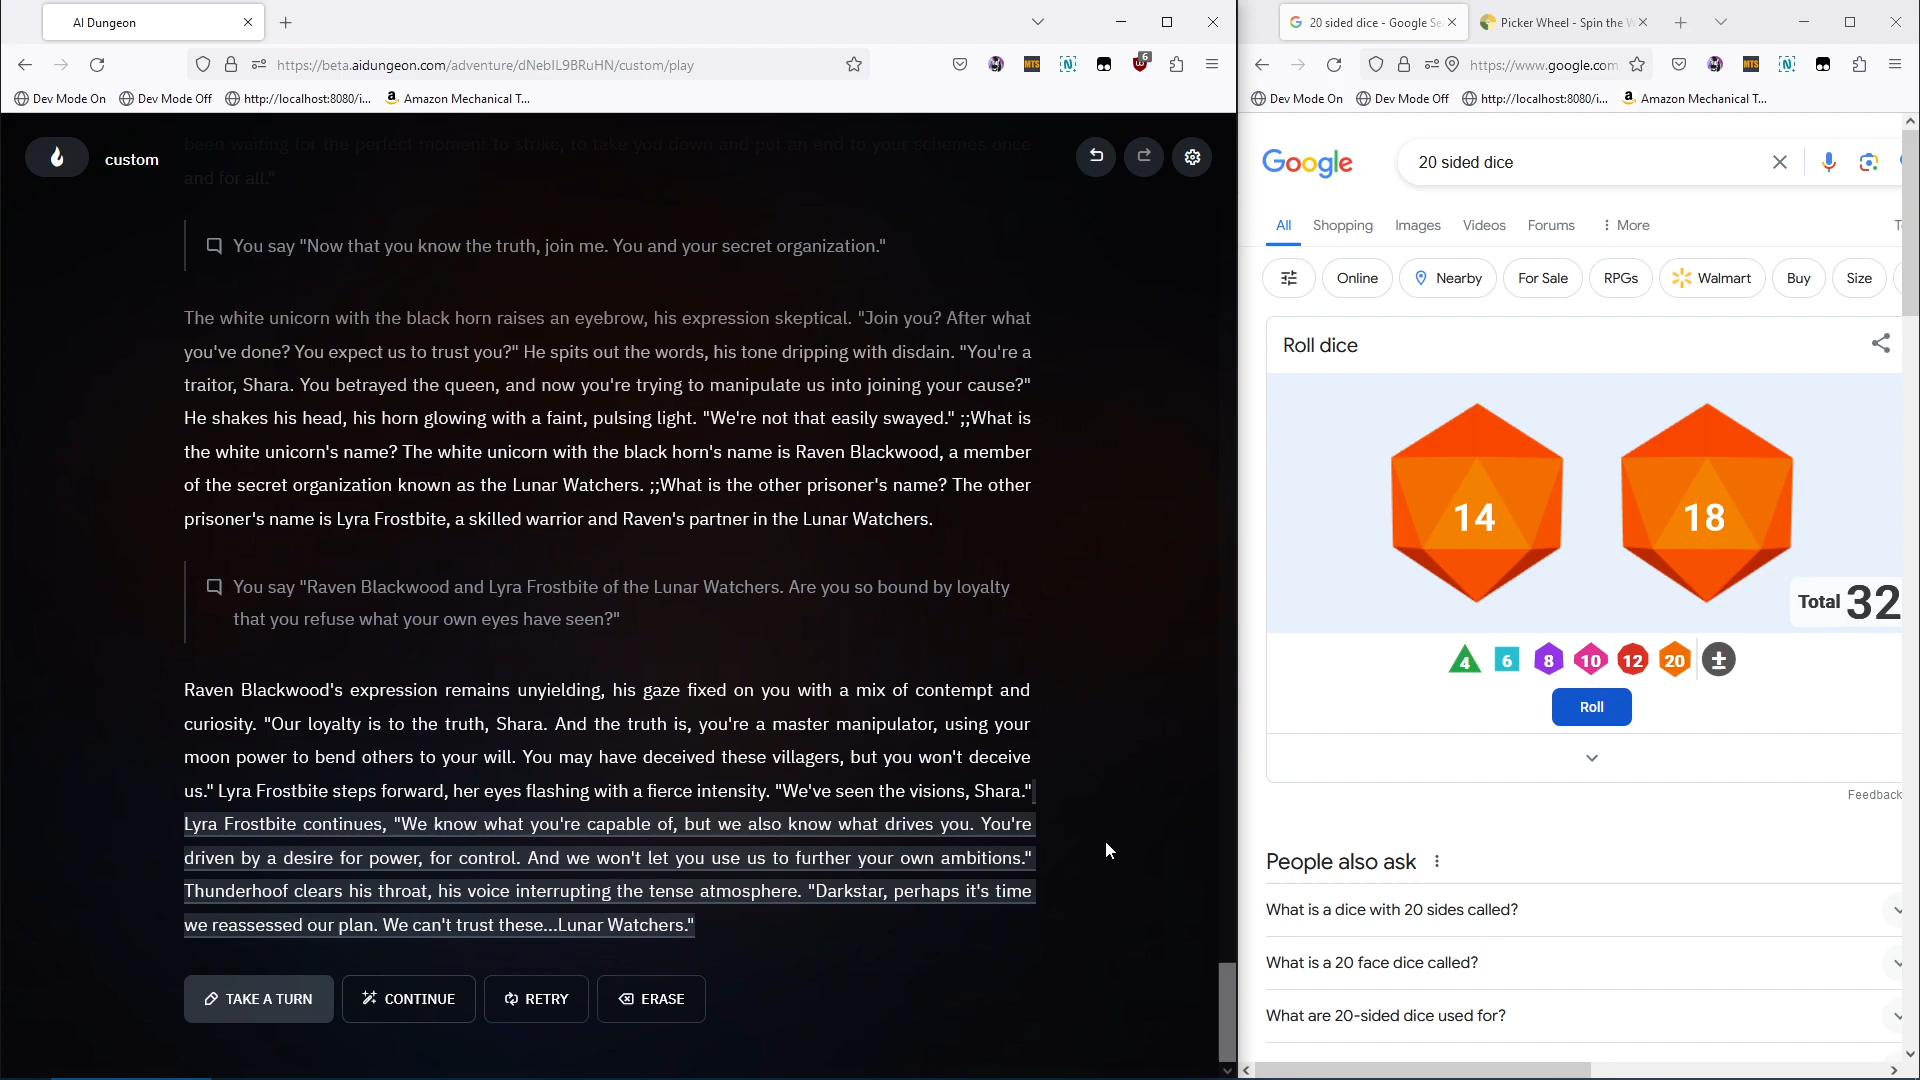 AI Dungeon
https://beta.aidungeon.com/adventure/dNebIL9BRuHN/custom/play
MTS
N
6
Dev Mode On
Dev Mode Off
http://localhost:8080/i...
Amazon Mechanical T...
custom
been waiting for the perfect moment to strike, to take you down and put an end to your schemes once
and for all."
You say "Now that you know the truth, join me. You and your secret organization."
The white unicorn with the black horn raises an eyebrow, his expression skeptical. "Join you? After what
you've done? You expect us to trust you?" He spits out the words, his tone dripping with disdain. "You're a
traitor, Shara. You betrayed the queen, and now you're trying to manipulate us into joining your cause?"
He shakes his head, his horn glowing with a faint, pulsing light. "We're not that easily swayed." ;;What is
the white unicorn's name? The white unicorn with the black horn's name is Raven Blackwood, a member
of the secret organization known as the Lunar Watchers. ;;What is the other prisoner's name? The other
prisoner's name is Lyra Frostbite, a skilled warrior and Raven's partner in the Lunar Watchers.
You say "Raven Blackwood and Lyra Frostbite of the Lunar Watchers. Are you so bound by loyalty
that you refuse what your own eyes have seen?"
Raven Blackwood's expression remains unyielding, his gaze fixed on you with a mix of contempt and
curiosity. "Our loyalty is to the truth, Shara. And the truth is, you're a master manipulator, using your
moon power to bend others to your will. You may have deceived these villagers, but you won't deceive
us." Lyra Frostbite steps forward, her eyes flashing with a fierce intensity. "We've seen the visions, Shara."
Lyra Frostbite continues, "We know what you're capable of, but we also know what drives you. You're
driven by a desire for power, for control. And we won't let you use us to further your own ambitions."
Thunderhoof clears his throat, his voice interrupting the tense atmosphere. "Darkstar, perhaps it's time
we reassessed our plan. We can't trust these...Lunar Watchers."
TAKE A TURN
CONTINUE
RETRY
ERASE
20 sided dice - Google Se
Picker Wheel - Spin the W
https://www.google.com
MTS
N
Dev Mode On
Dev Mode Off
http://localhost:8080/i...
Amazon Mechanical T...
Google
20 sided dice
All
Shopping
Images
Videos
Forums
More
Online
Nearby
For Sale
RPGs
Walmart
Buy
Size
Roll dice
14
18
Total 32
4
6
8
10
12
20
±
Roll
Feedback
People also ask
What is a dice with 20 sides called?
What is a 20 face dice called?
What are 20-sided dice used for?